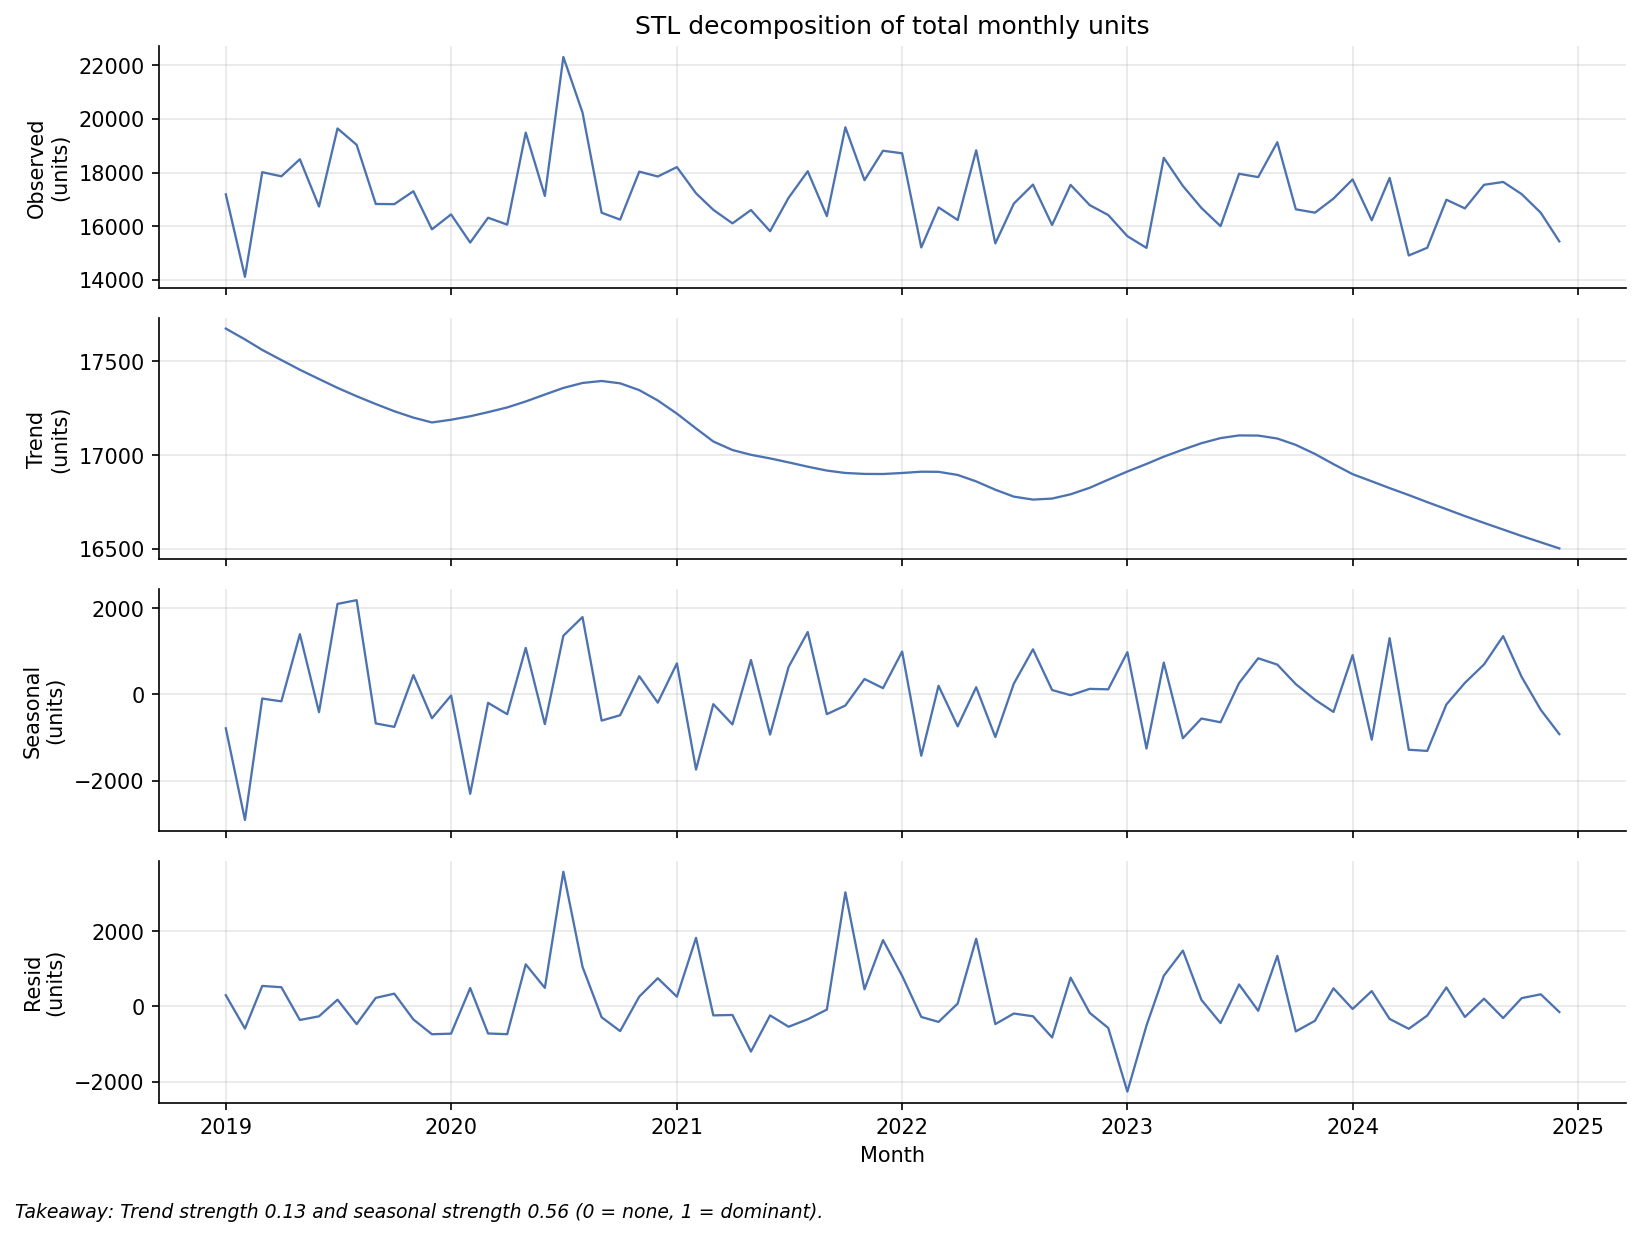 STL decomposition of total monthly units
Observed
(units)
22000
20000
18000
16000
14000
Trend
(units)
17500
17000
16500
Seasonal
(units)
2000
0
−2000
Resid
(units)
2000
0
−2000
2019 2020 2021 2022 2023 2024 2025
Month
Takeaway: Trend strength 0.13 and seasonal strength 0.56 (0 = none, 1 = dominant).